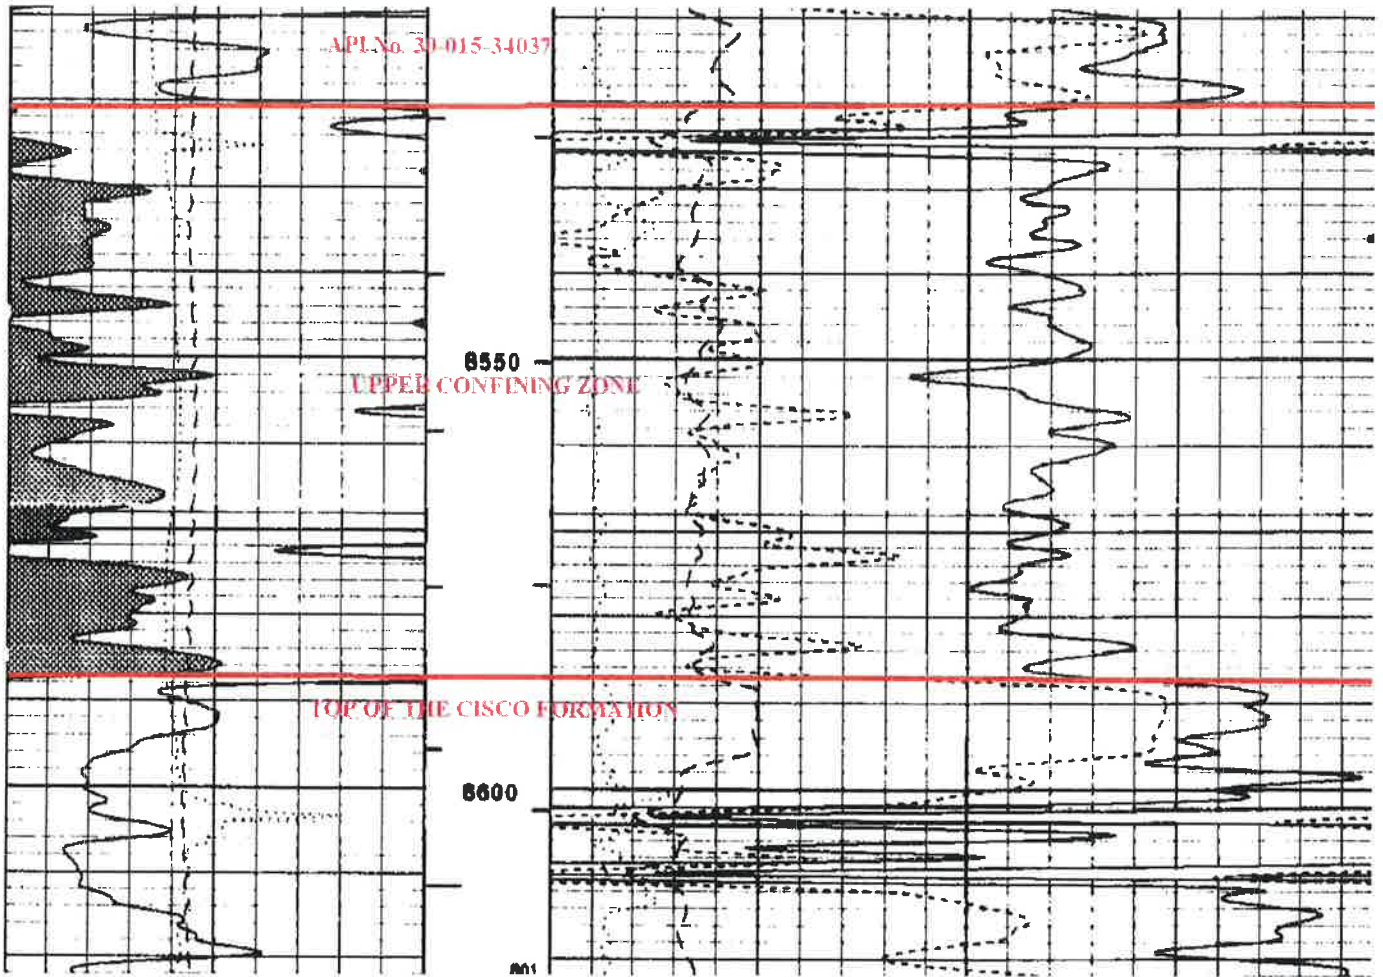 API No. 30-015-34037
8550
UPPER CONFINING ZONE
TOP OF THE CISCO FORMATION
8600